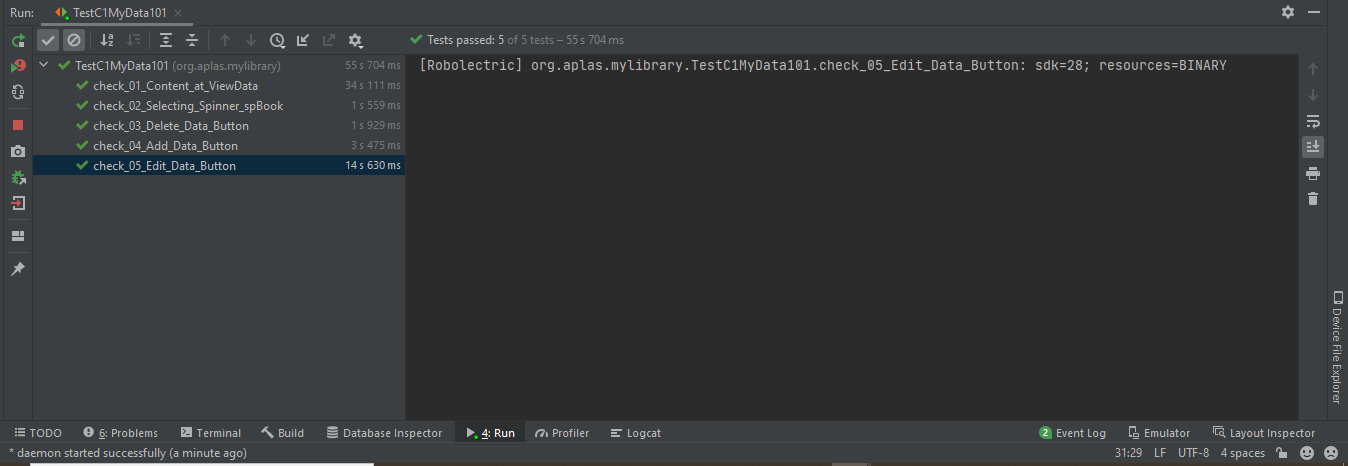 Run: TestC1MyData101
Tests passed: 5 of 5 tests – 55 s 704 ms
TestC1MyData101 (org.aplas.mylibrary) 55 s 704 ms
check_01_Content_at_ViewData 34 s 111 ms
check_02_Selecting_Spinner_spBook 1 s 559 ms
check_03_Delete_Data_Button 1 s 929 ms
check_04_Add_Data_Button 3 s 475 ms
check_05_Edit_Data_Button 14 s 630 ms
[Robolectric] org.aplas.mylibrary.TestC1MyData101.check_05_Edit_Data_Button: sdk=28; resources=BINARY
Device File Explorer
TODO 6: Problems Terminal Build Database Inspector 4: Run Profiler Logcat 2 Event Log Emulator Layout Inspector
* daemon started successfully (a minute ago) 31:29 LF UTF-8 4 spaces